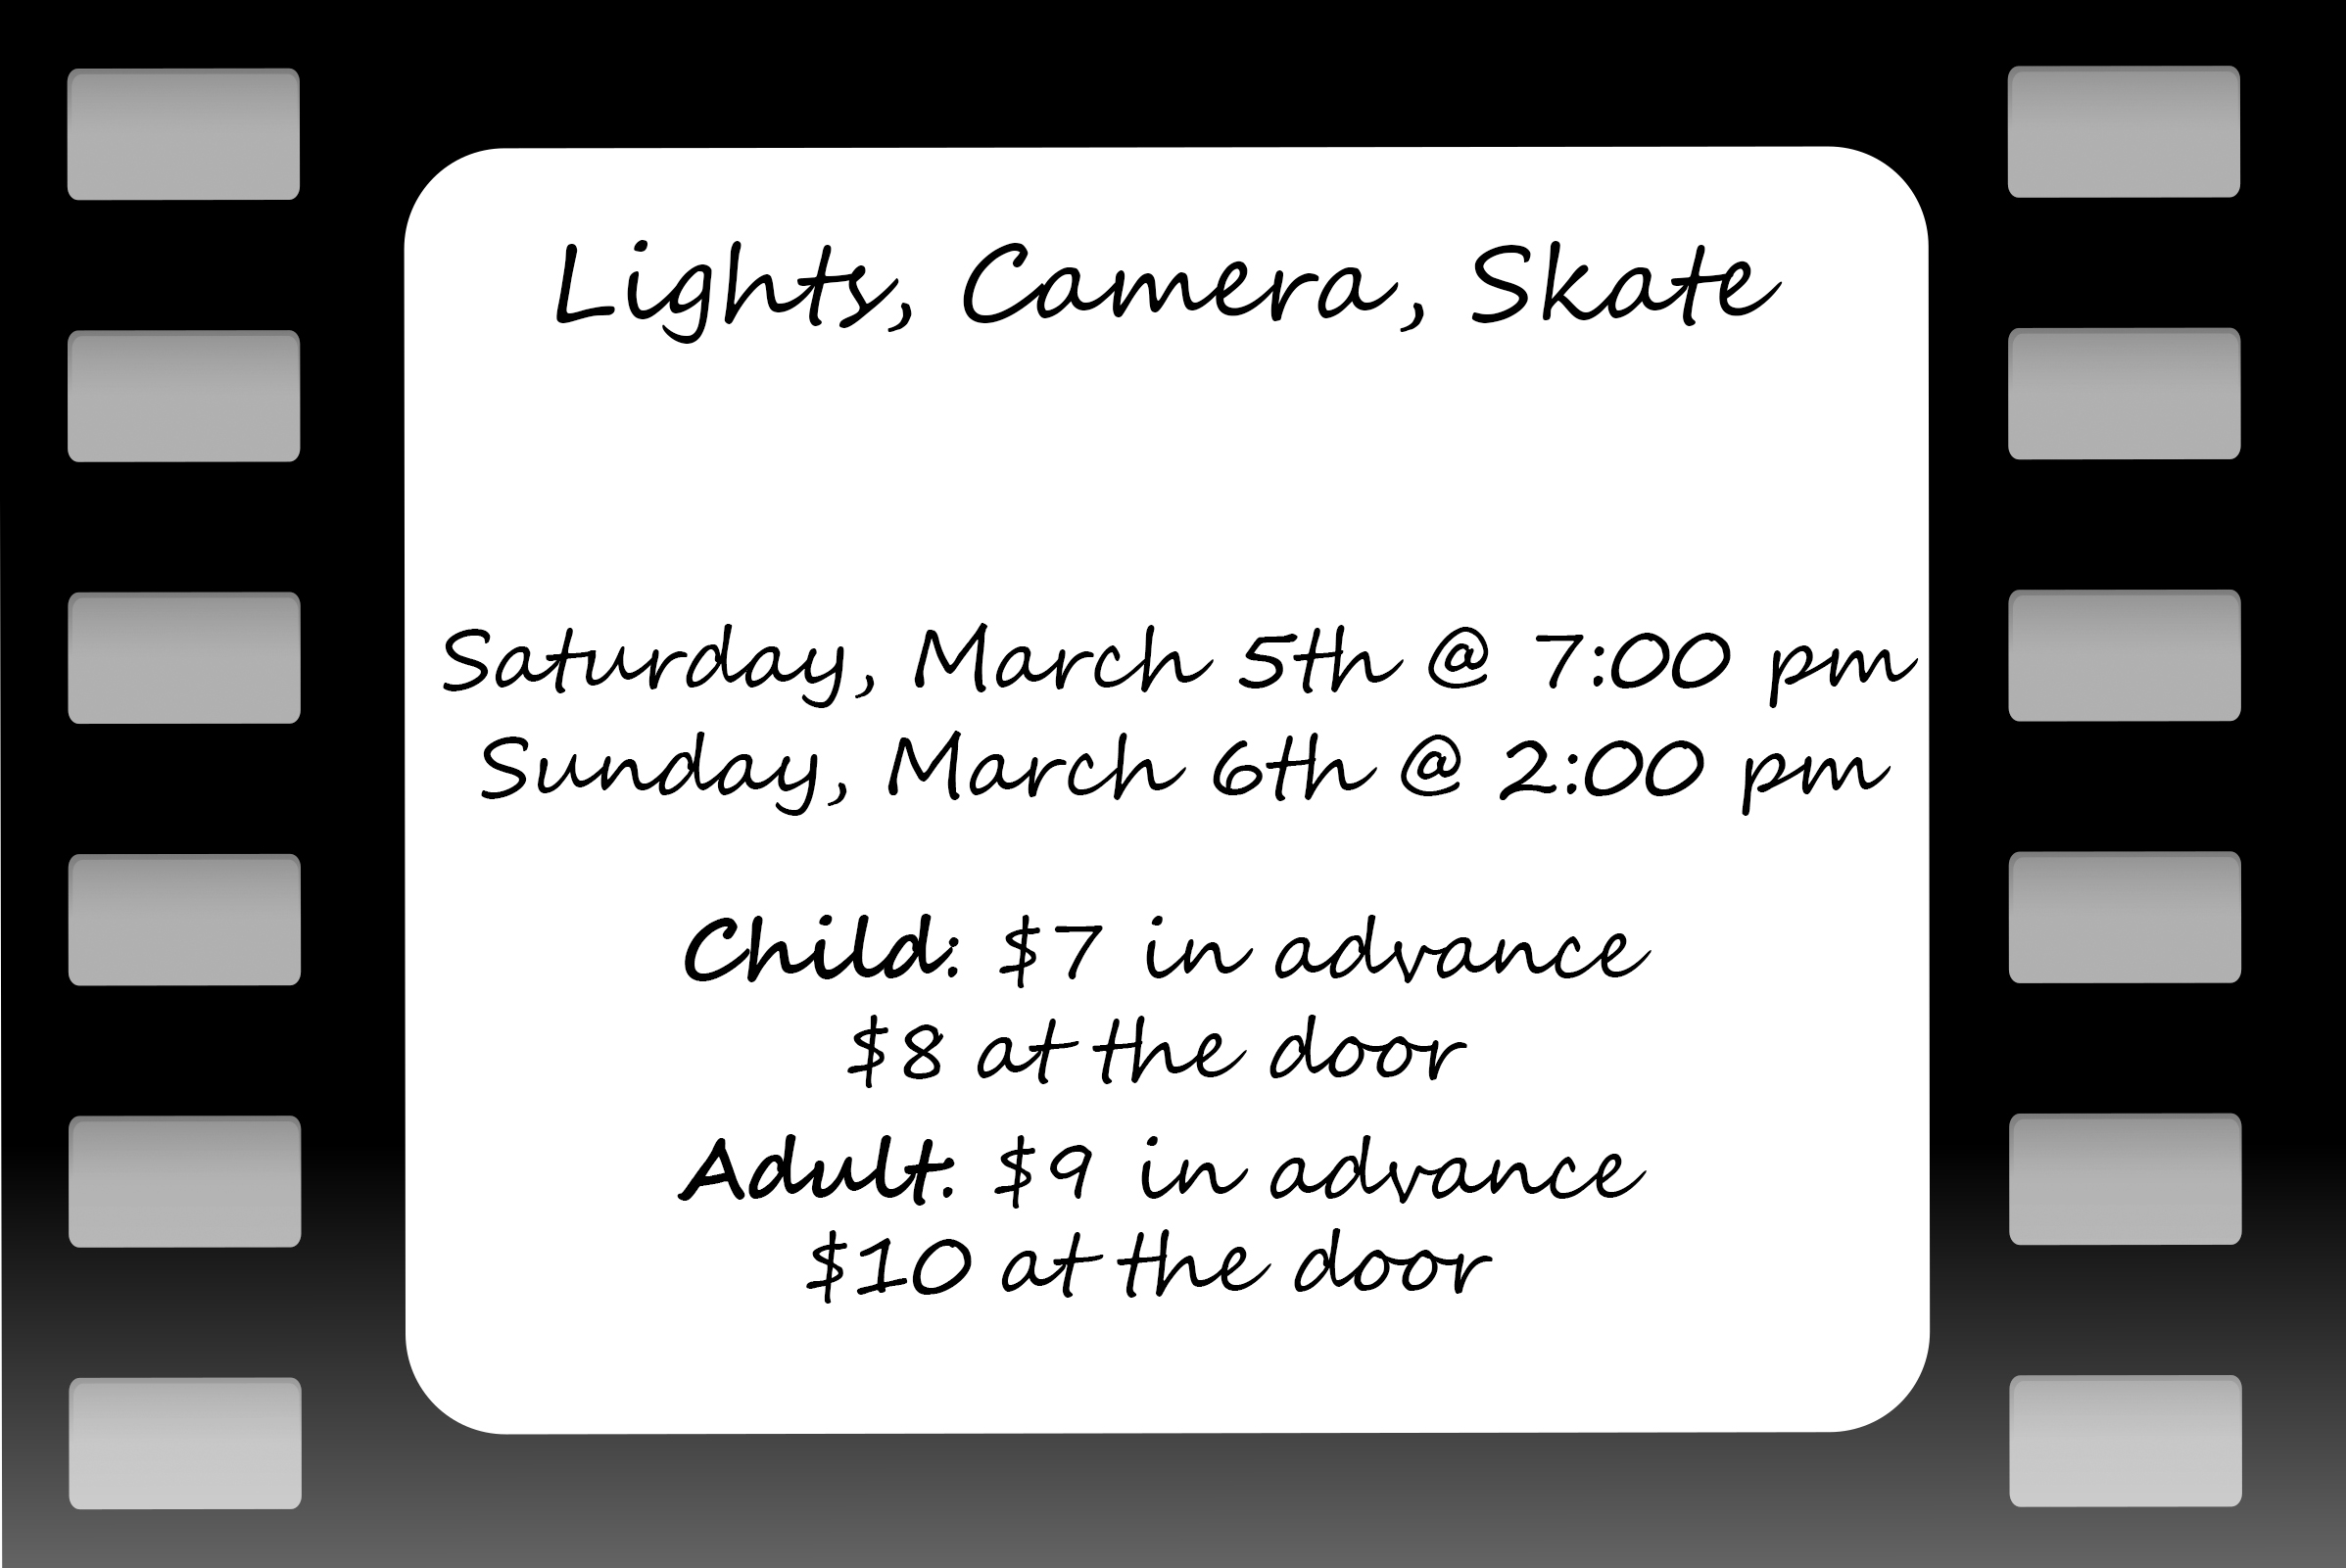 Lights, Camera, Skate
Saturday, March 5th @ 7:00 pm
Sunday, March 6th @ 2:00 pm
Child: $7 in advance
$8 at the door
Adult: $9 in advance
$10 at the door